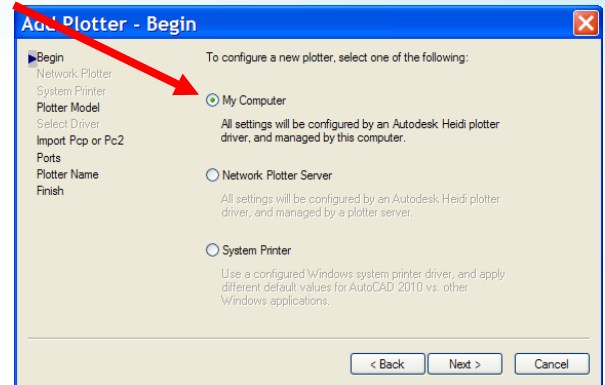 Add Plotter - Begin
Begin
Network Plotter
System Printer
Plotter Model
Select Driver
Import Pcp or Pc2
Ports
Plotter Name
Finish
To configure a new plotter, select one of the following:
My Computer
All settings will be configured by an Autodesk Heidi plotter
driver, and managed by this computer.
Network Plotter Server
All settings will be configured by an Autodesk Heidi plotter
driver, and managed by a plotter server.
System Printer
Use a configured Windows system printer driver, and apply
different default values for AutoCAD 2010 vs. other
Windows applications.
< Back
Next >
Cancel